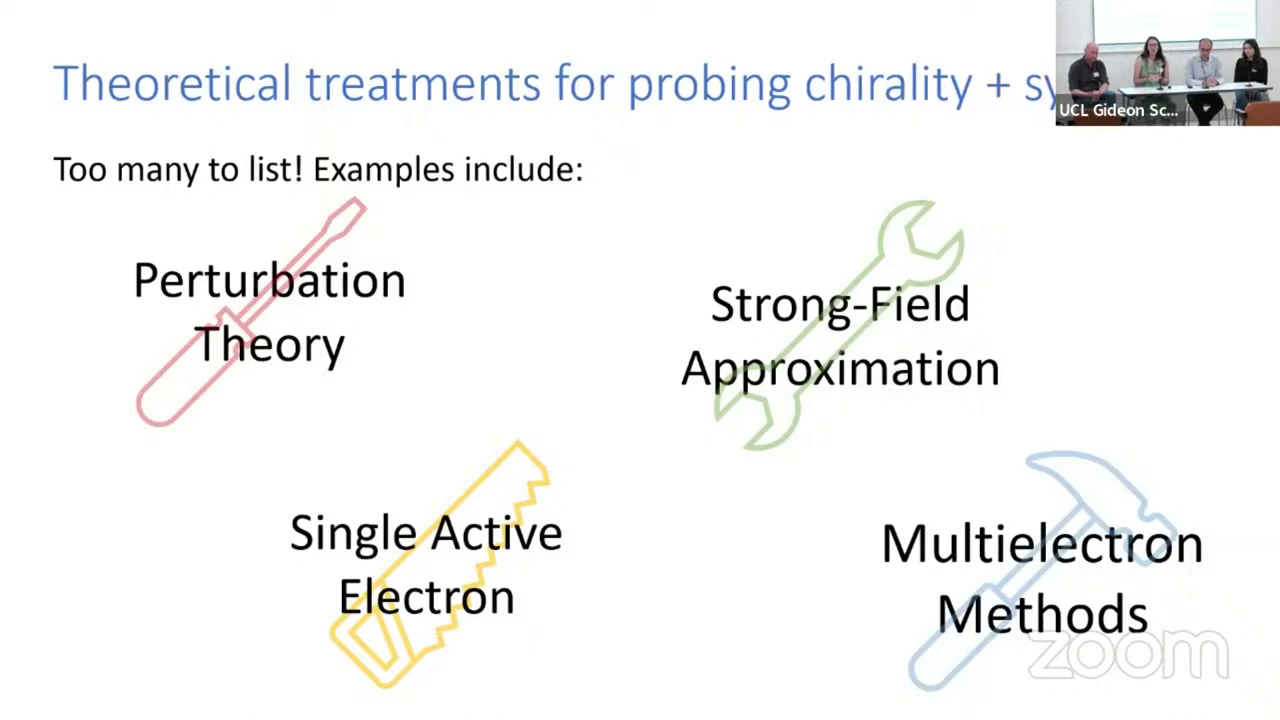 Theoretical treatments for probing chirality + sy
UCL Gideon Sc...
Too many to list! Examples include:
Perturbation
Theory
Strong-Field
Approximation
Single Active
Electron
Multielectron
Methods
zoom